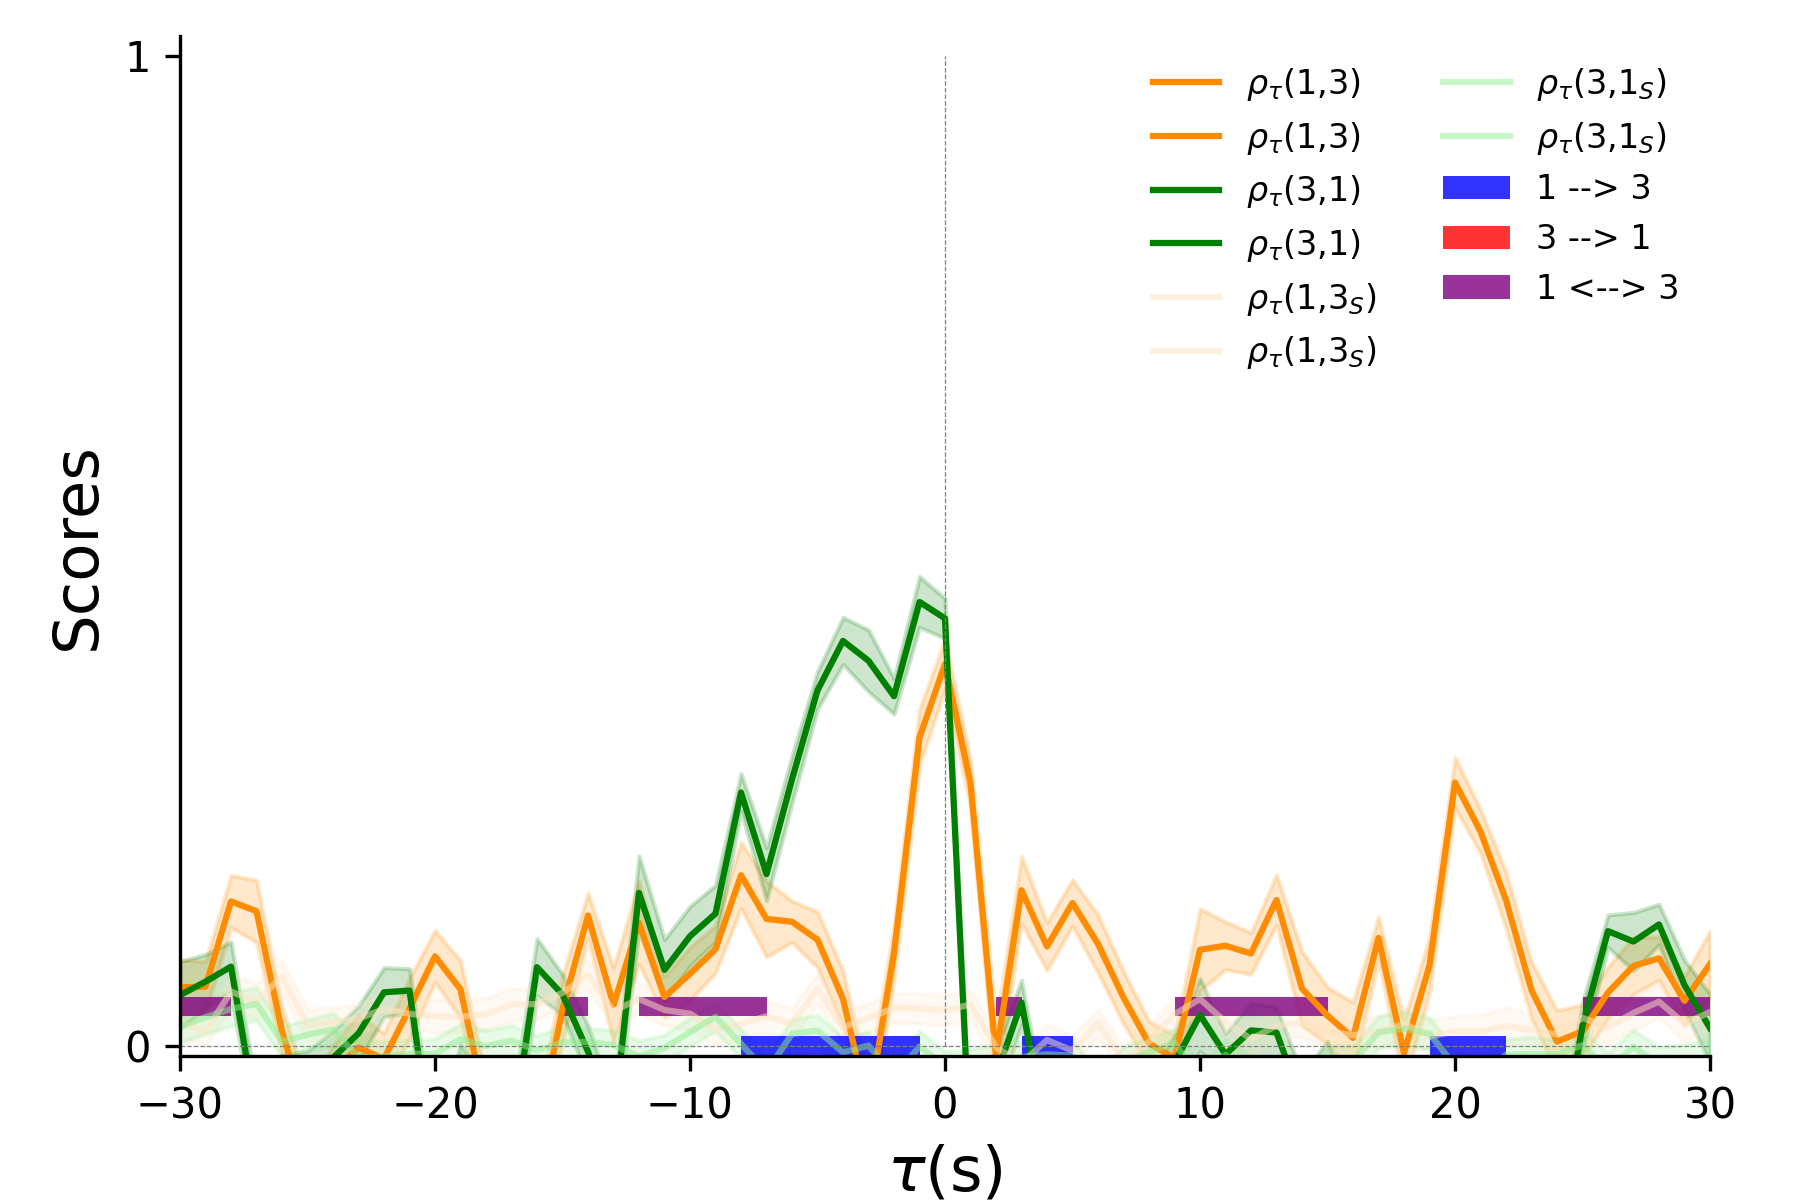 1
ρτ(1,3)
ρτ(1,3)
ρτ(3,1)
ρτ(3,1)
ρτ(1,3S)
ρτ(1,3S)
ρτ(3,1S)
ρτ(3,1S)
1 --> 3
3 --> 1
1 <--> 3
Scores
0
−30 −20 −10 0 10 20 30
τ(s)